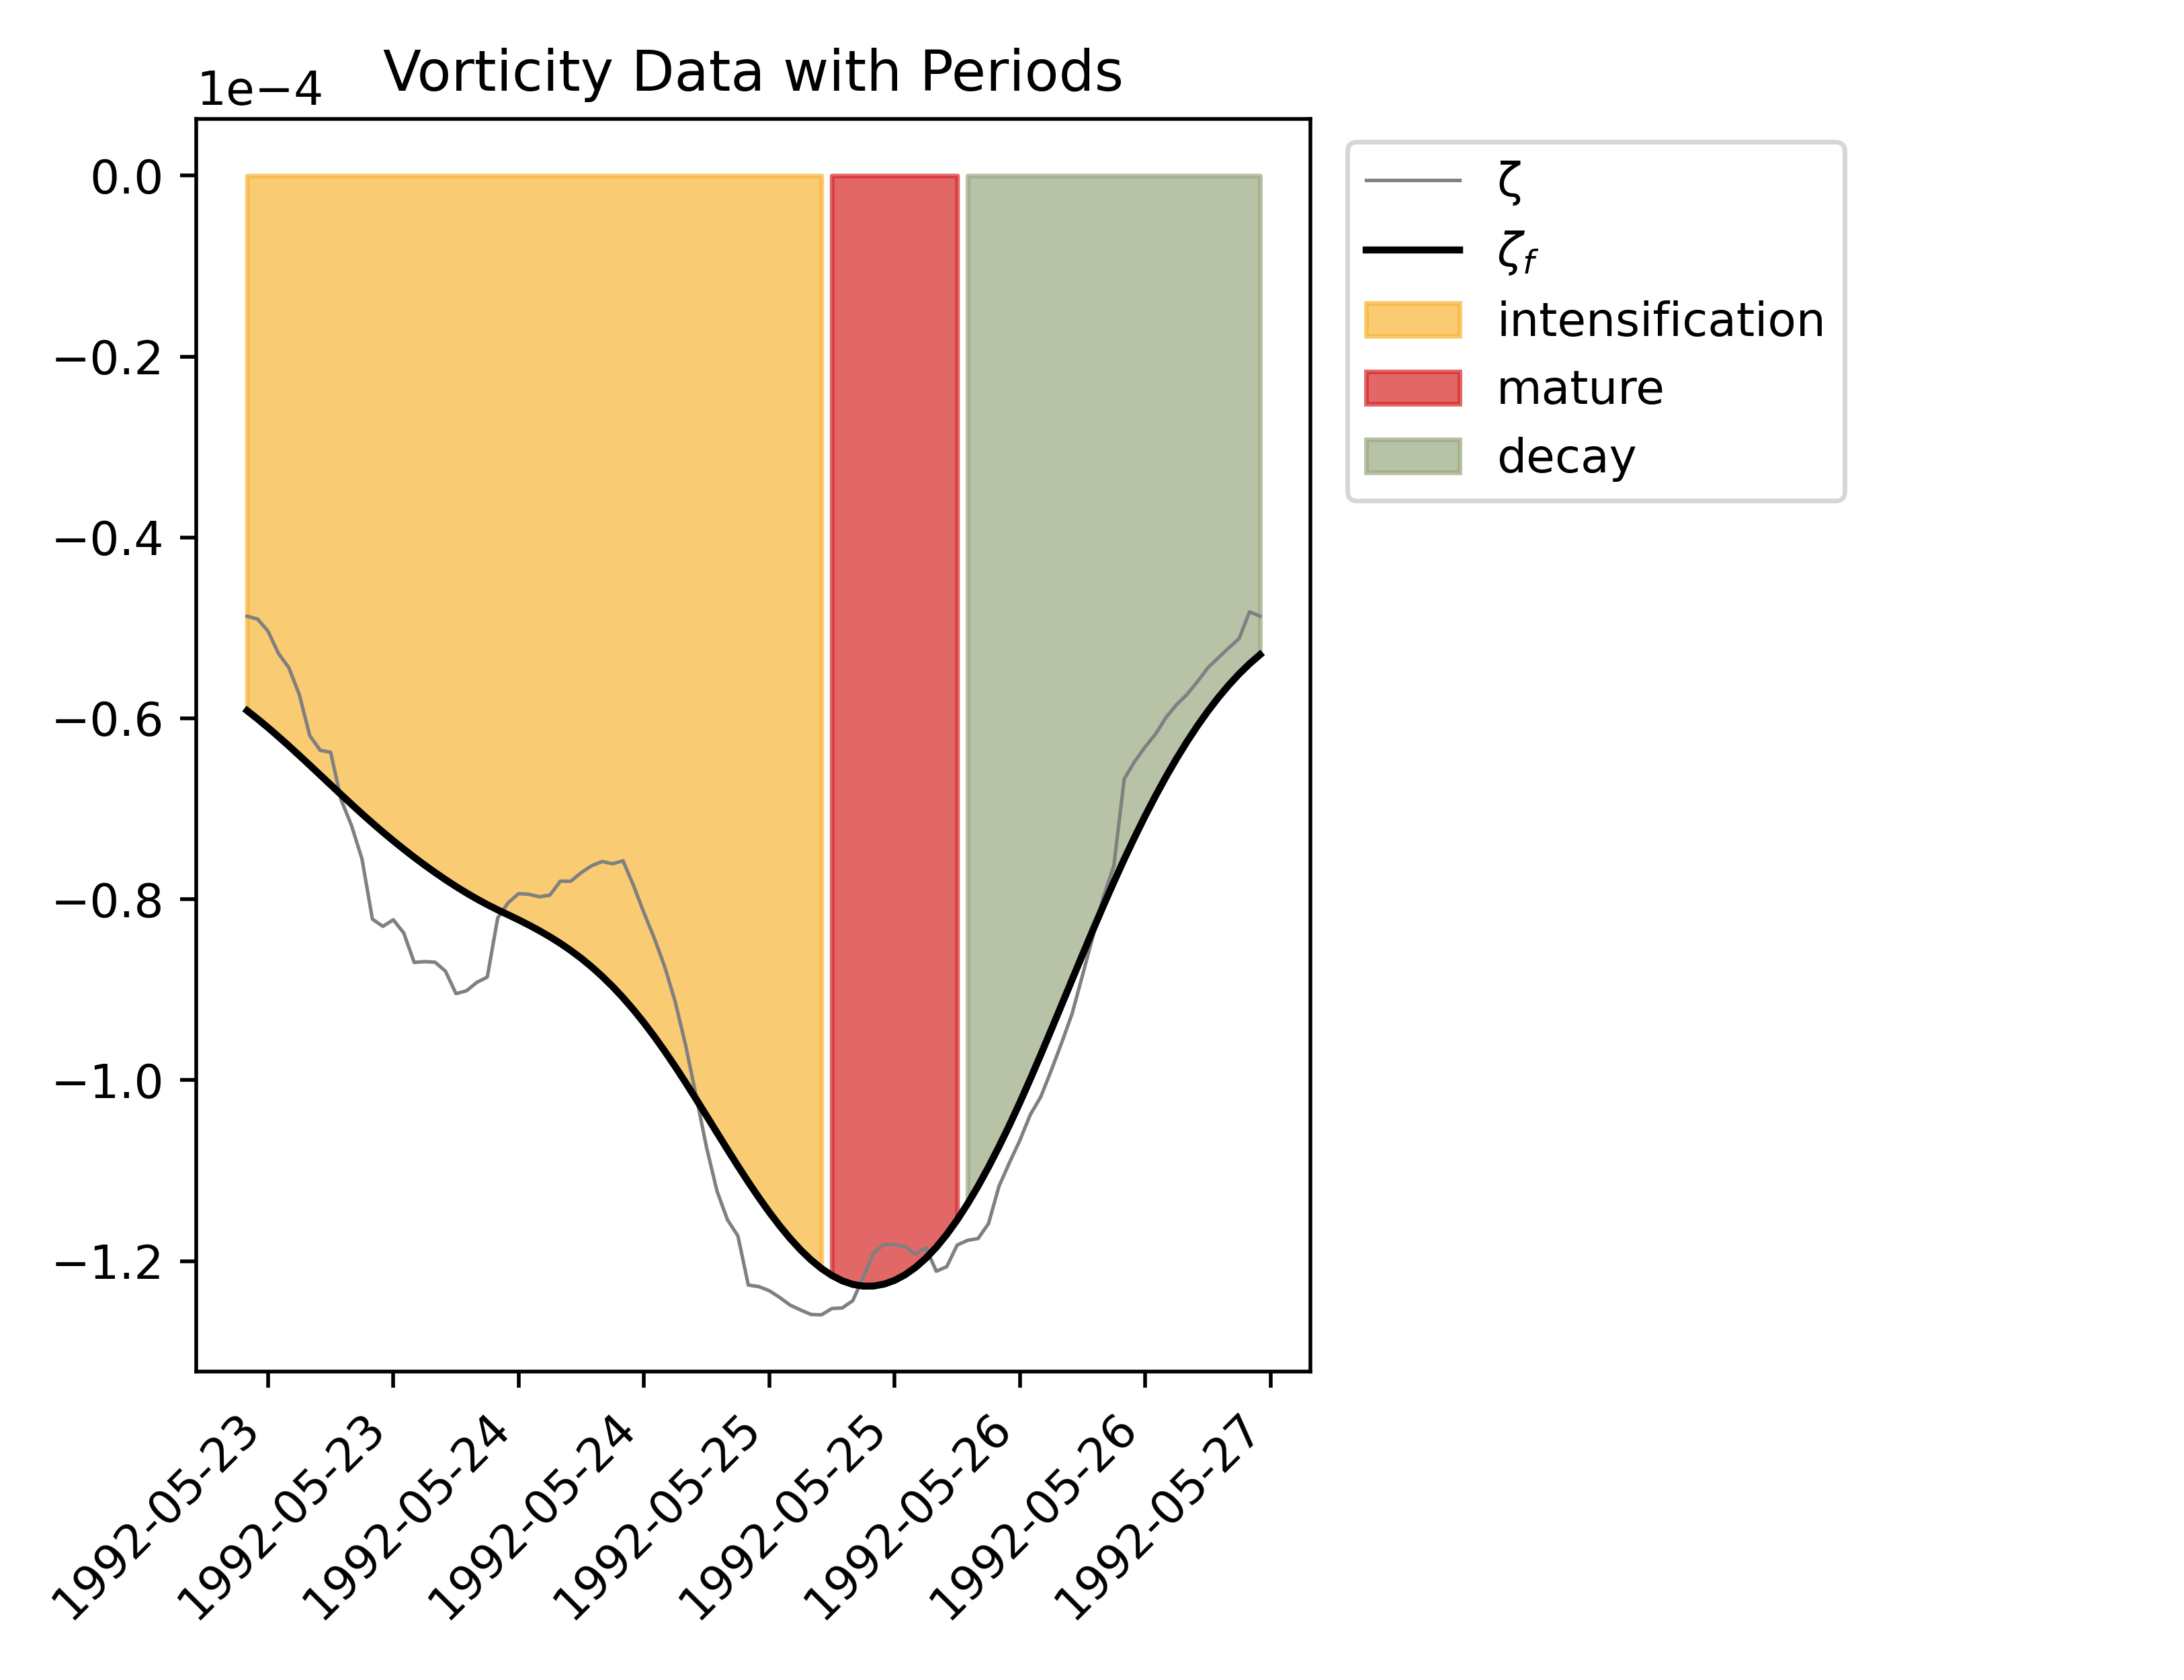 Vorticity Data with Periods
1e−4
0.0
−0.2
−0.4
−0.6
−0.8
−1.0
−1.2
1992-05-23
1992-05-23
1992-05-24
1992-05-24
1992-05-25
1992-05-25
1992-05-26
1992-05-26
1992-05-27
ζ
ζf
intensification
mature
decay